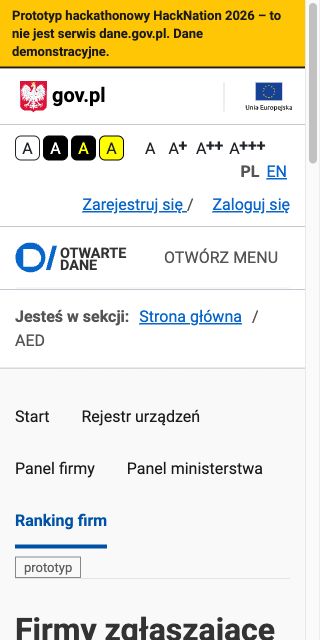 Prototyp hackathonowy HackNation 2026 – to
nie jest serwis dane.gov.pl. Dane
demonstracyjne.
gov.pl
Unia Europejska
A A A A A A+ A++ A+++
PL EN
Zarejestruj się / Zaloguj się
OTWARTE
DANE
OTWÓRZ MENU
Jesteś w sekcji: Strona główna /
AED
Start Rejestr urządzeń
Panel firmy Panel ministerstwa
Ranking firm
prototyp
Firmy zgłaszające